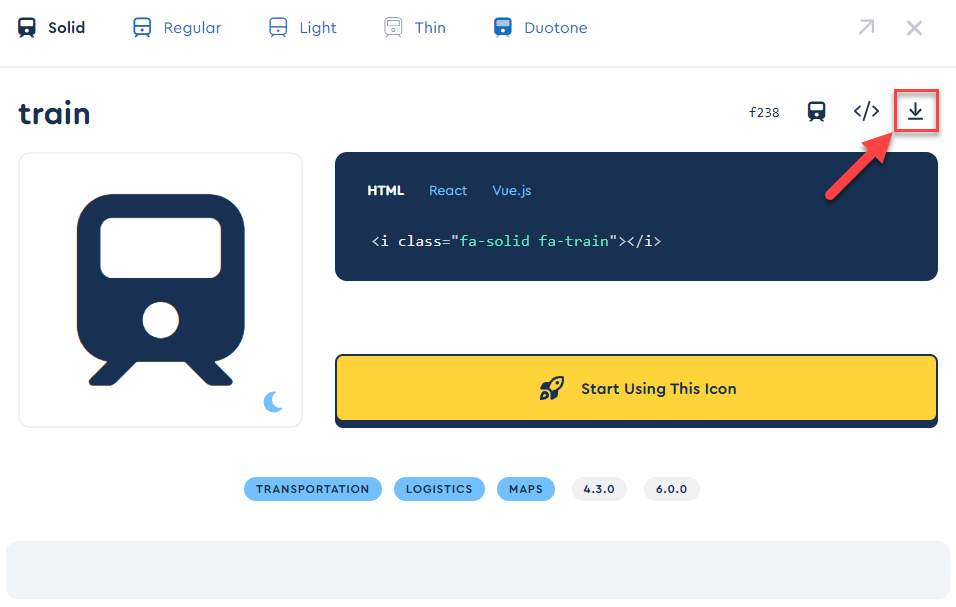 Solid Regular Light Thin Duotone
train
f238 </>
HTML React Vue.js
<i class="fa-solid fa-train"></i>
Start Using This Icon
TRANSPORTATION LOGISTICS MAPS 4.3.0 6.0.0